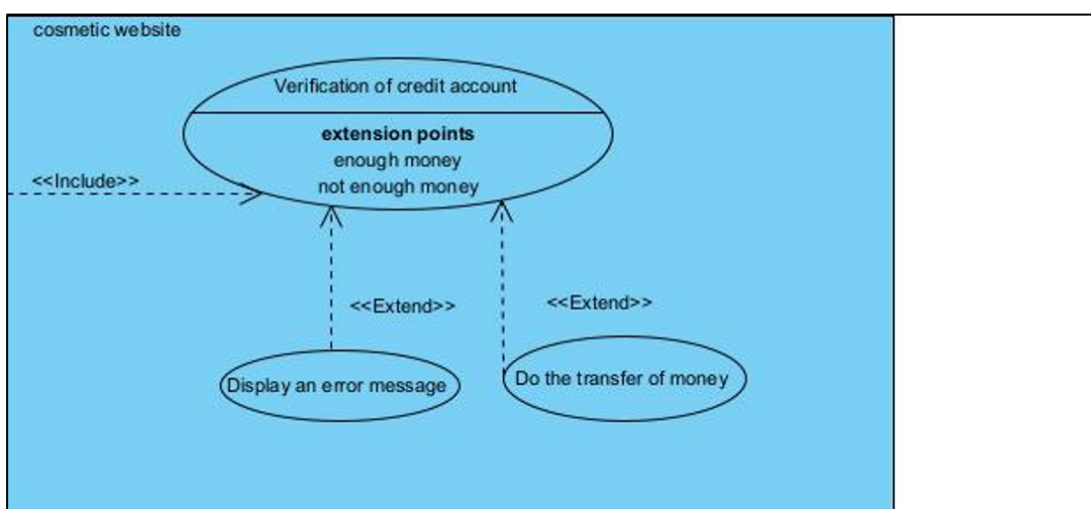 cosmetic website
Verification of credit account
extension points
enough money
not enough money
<<Include>>
<<Extend>>
<<Extend>>
Display an error message
Do the transfer of money